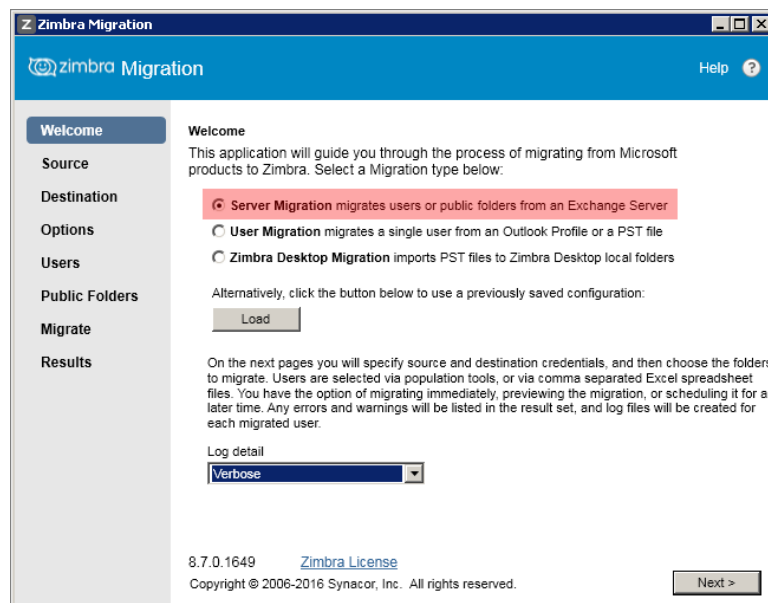 Zimbra Migration
zimbra Migration
Help ?
Welcome
Source
Destination
Options
Users
Public Folders
Migrate
Results
Welcome
This application will guide you through the process of migrating from Microsoft
products to Zimbra. Select a Migration type below:
Server Migration migrates users or public folders from an Exchange Server
User Migration migrates a single user from an Outlook Profile or a PST file
Zimbra Desktop Migration imports PST files to Zimbra Desktop local folders
Alternatively, click the button below to use a previously saved configuration:
Load
On the next pages you will specify source and destination credentials, and then choose the folders
to migrate. Users are selected via population tools, or via comma separated Excel spreadsheet
files. You have the option of migrating immediately, previewing the migration, or scheduling it for a
later time. Any errors and warnings will be listed in the result set, and log files will be created for
each migrated user.
Log detail
Verbose
8.7.0.1649 Zimbra License
Copyright © 2006-2016 Synacor, Inc. All rights reserved.
Next >